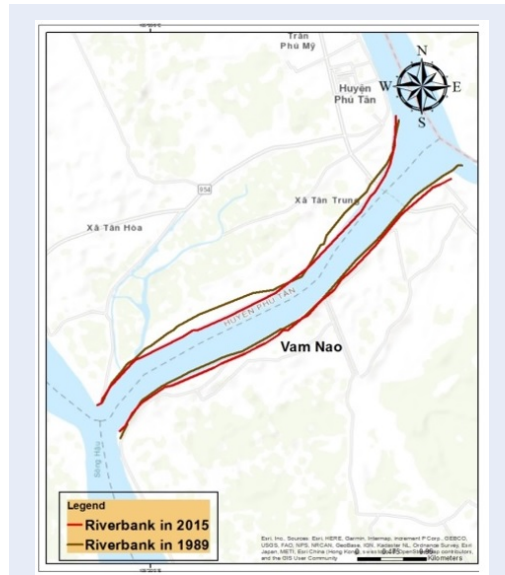 Trần
Phú Mỹ
Huyện
Phú Tân
N
W
E
S
954
Xã Tân Trung
Xã Tân Hòa
HUYỆN PHÚ TÂN
Vam Nao
Sông Hậu
Legend
Riverbank in 2015
Riverbank in 1989
Esri, Inc., Sources: Esri, HERE, Garmin, Intermap, increment P Corp., GEBCO,
USGS, FAO, NPS, NRCAN, GeoBase, IGN, Kadaster NL, Ordnance Survey, Esri
Japan, METI, Esri China (Hong Kong), OpenStreetMap contributors,
and the GIS User Community
Kilometers